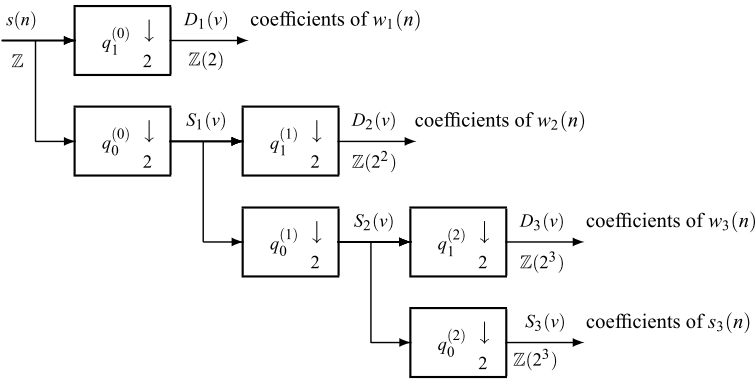 s(n) D₁(v) coefficients of w₁(n)
q₁⁽⁰⁾ ↓ 2
ℤ ℤ(2)
S₁(v) D₂(v) coefficients of w₂(n)
q₀⁽⁰⁾ ↓ 2 q₁⁽¹⁾ ↓ 2
ℤ(2²)
S₂(v) D₃(v) coefficients of w₃(n)
q₀⁽¹⁾ ↓ 2 q₁⁽²⁾ ↓ 2
ℤ(2³)
S₃(v) coefficients of s₃(n)
q₀⁽²⁾ ↓ 2
ℤ(2³)